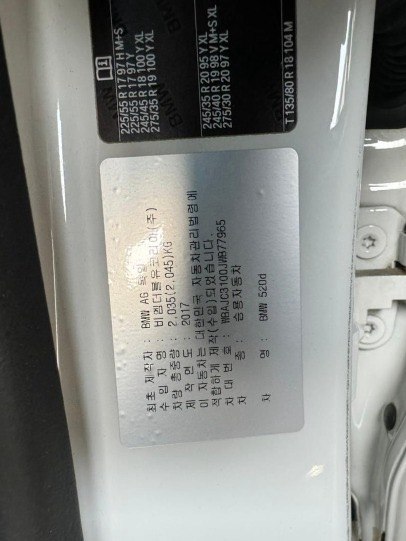 225/55 R 17 97 H M+S
225/55 R 17 97 Y
245/45 R 18 100 Y XL
275/35 R 19 100 Y XL
245/35 R 20 95 Y XL
245/40 R 19 98 V M+S XL
275/30 R 20 97 Y XL
T 135/80 R 18 104 M
최초 제작자 : BMW AG 독일
수 입 자 명 : 비엠더블유코리아(주)
차량 총중량 : 2,035(2,045)KG
제 작 연 도 : 2017
이 자동차는 대한민국 자동차관리법령에
적합하게 제작(수입)되었습니다.
차 대 번 호 : WBAJC3100JWB77965
차 종 : 승용자동차
차 명 : BMW 520d